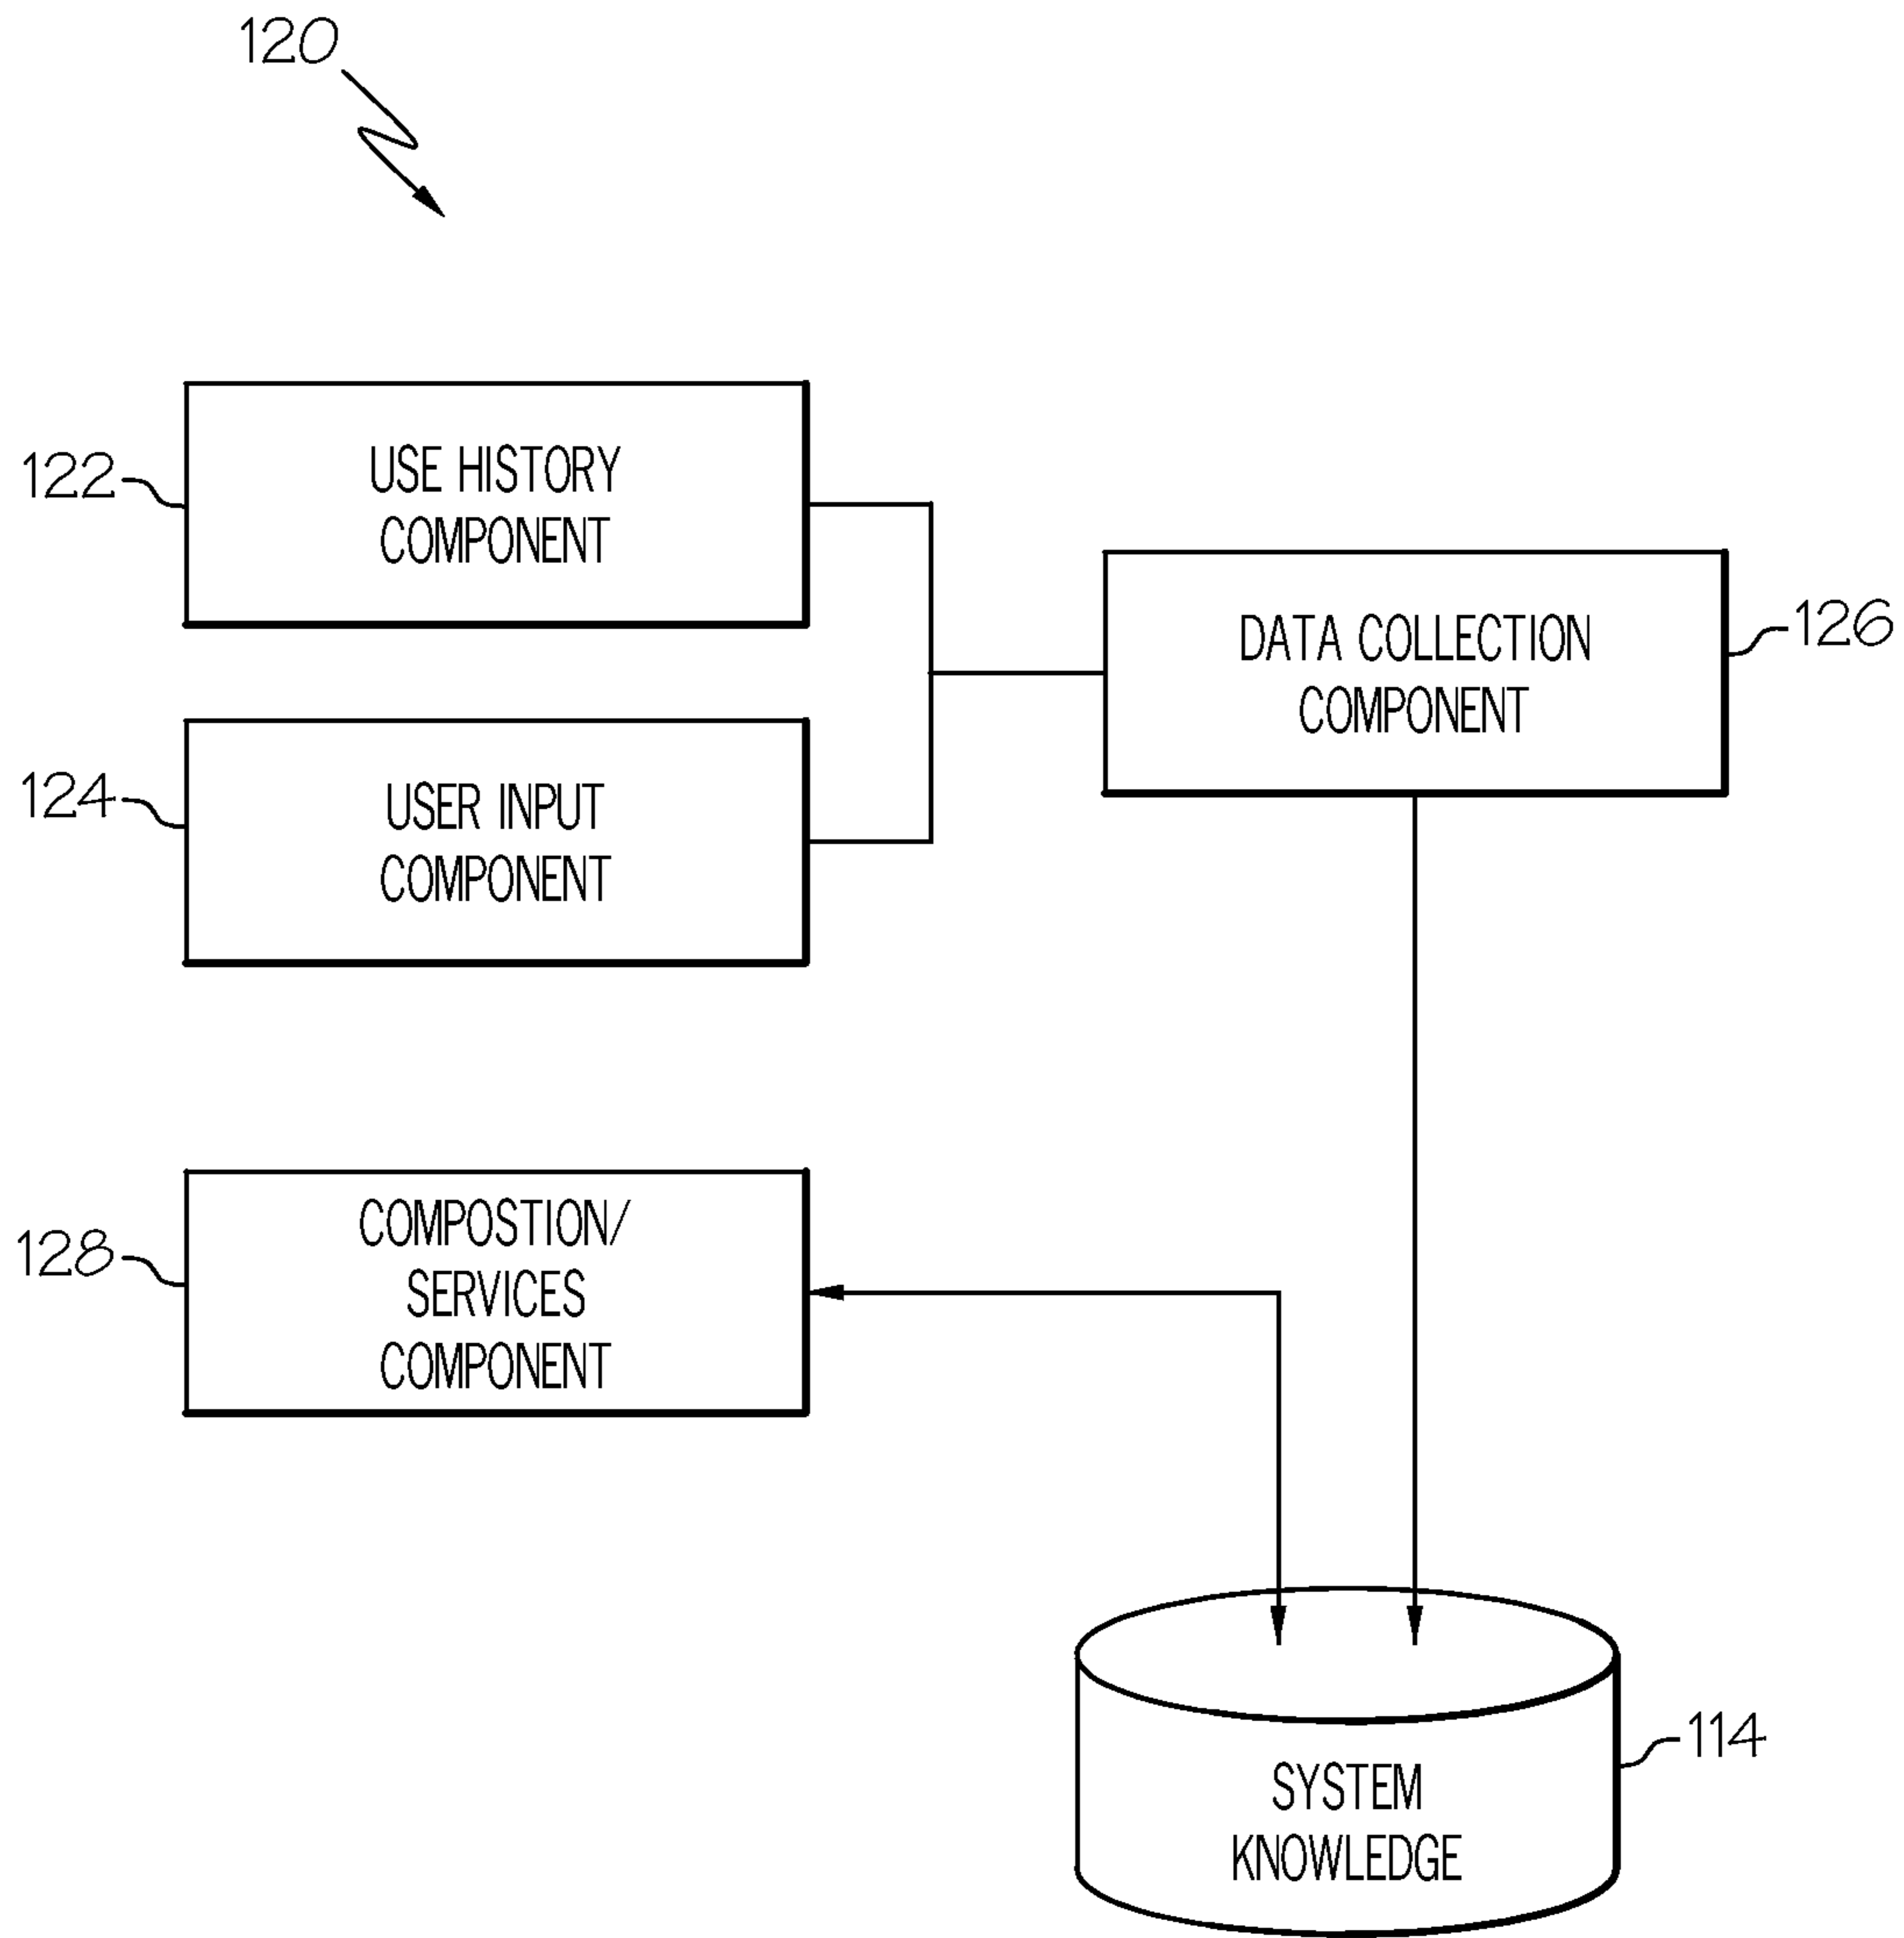 120
122
USE HISTORY
COMPONENT
124
USER INPUT
COMPONENT
DATA COLLECTION
COMPONENT
126
128
COMPOSTION/
SERVICES
COMPONENT
114
SYSTEM
KNOWLEDGE